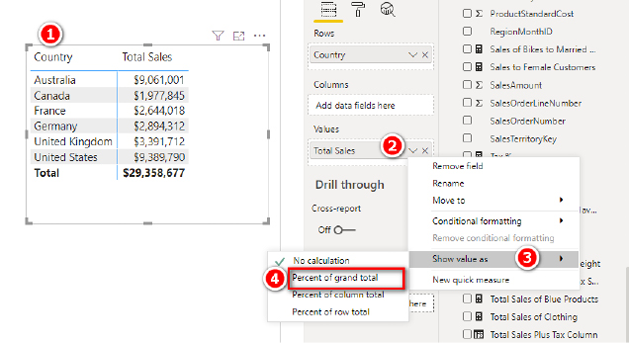 1
Country Total Sales
Australia $9,061,001
Canada $1,977,845
France $2,644,018
Germany $2,894,312
United Kingdom $3,391,712
United States $9,389,790
Total $29,358,677
Rows
Country
Columns
Add data fields here
Values
2
Total Sales
Drill through
Cross-report
Off
here
ProductStandardCost
RegionMonthID
Sales of Bikes to Married ...
Sales to Female Customers
SalesAmount
SalesOrderLineNumber
SalesOrderNumber
SalesTerritoryKey
Remove field
Rename
Move to
Conditional formatting
Remove conditional formatting
Show value as
3
New quick measure
No calculation
4
Percent of grand total
Percent of column total
Percent of row total
Total Sales of Blue Products
Total Sales of Clothing
Total Sales Plus Tax Column